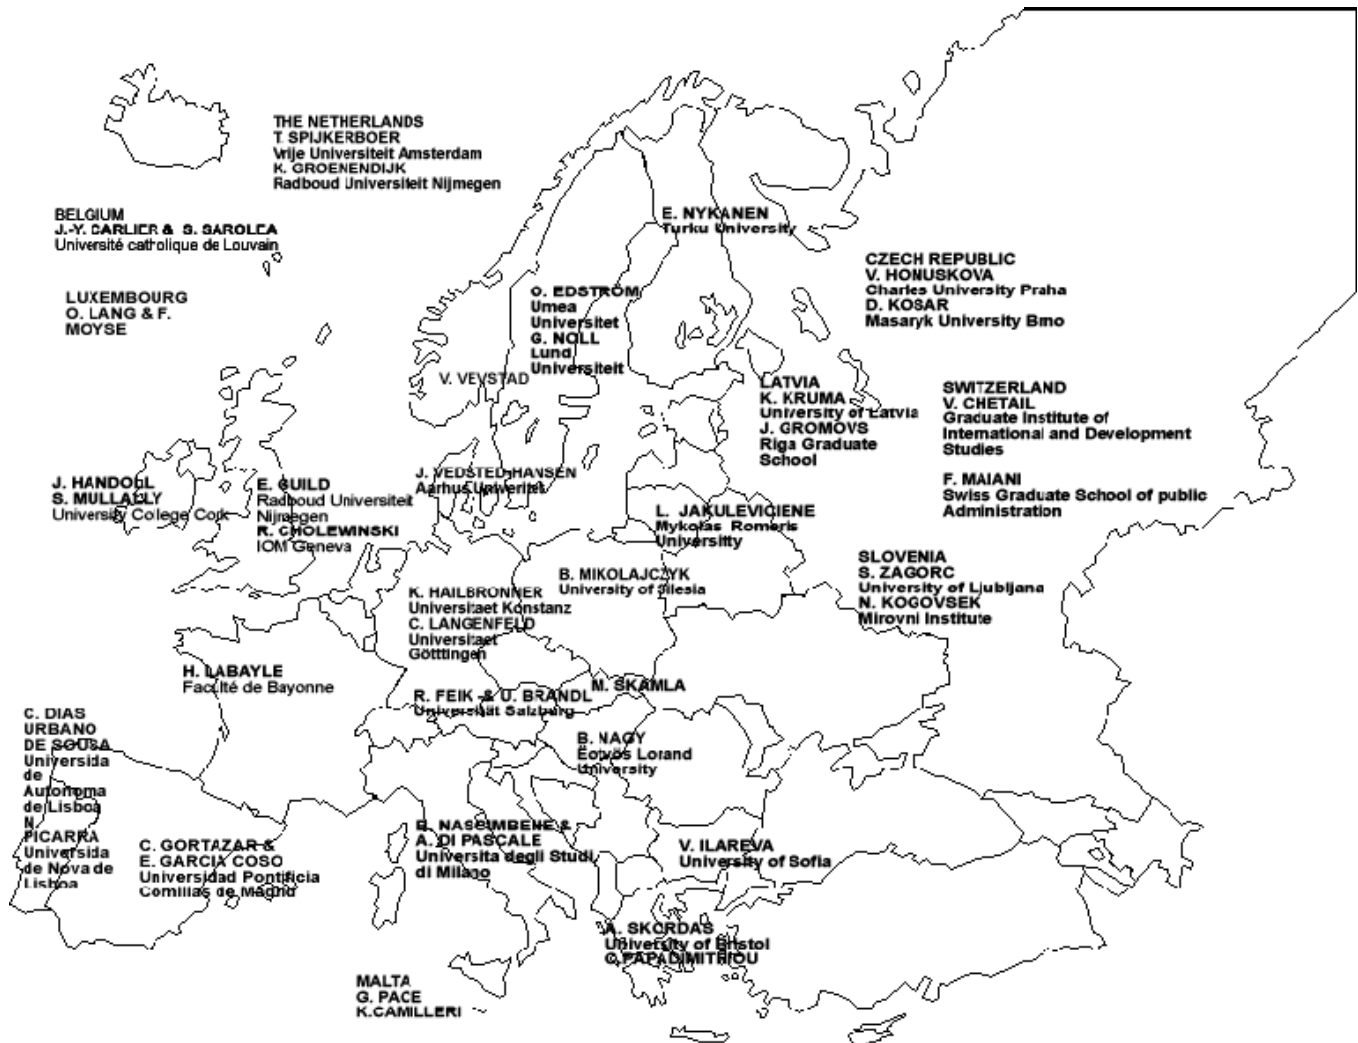 THE NETHERLANDS
T. SPIJKERBOER
Vrije Universiteit Amsterdam
K. GROENENDIJK
Radboud Universiteit Nijmegen
BELGIUM
J.-Y. CARLIER & S. SAROLEA
Université catholique de Louvain
LUXEMBOURG
O. LANG & F.
MOYSE
E. NYKANEN
Turku University
CZECH REPUBLIC
V. HONUSKOVA
Charles University Praha
D. KOSAR
Masaryk University Brno
O. EDSTROM
Umea
Universitet
G. NOLL
Lund
Universiteit
V. VEVSTAD
LATVIA
K. KRUMA
University of Latvia
J. GROMOVS
Riga Graduate
School
SWITZERLAND
V. CHETAIL
Graduate Institute of
International and Development
Studies
F. MAIANI
Swiss Graduate School of public
Administration
J. HANDOLL
S. MULLALLY
University College Cork
E. GUILD
Radboud Universiteit
Nijmegen
R. CHOLEWINSKI
IOM Geneva
J. VEDSTED-HANSEN
Aarhus
L. JAKULEVICIENE
Mykolas Romeris
Universitty
B. MIKOLAJCZYK
University of Silesia
SLOVENIA
S. ZAGORC
University of Ljubljana
N. KOGOVSEK
Mirovni Institute
K. HAILBRONNER
Universitaet Konstanz
C. LANGENFELD
Universitaet
Götttingen
H. LABAYLE
Faculté de Bayonne
R. FEIK & U. BRANDL
Universität Salzburg
M. SKAMLA
B. NAGY
Eötvös Lorand
University
C. DIAS
URBANO
DE SOUSA
Universida
de
Autonoma
de Lisboa
N.
PICARRA
Universida
de Nova de
Lisboa
C. GORTAZAR &
E. GARCIA COSO
Universidad Pontificia
Comillas de Madrid
B. NASCIMBENE &
A. DI PASCALE
Universita degli Studi
di Milano
V. ILAREVA
University of Sofia
A. SKORDAS
University of Bristol
C.PAPADIMITRIOU
MALTA
G. PACE
K.CAMILLERI